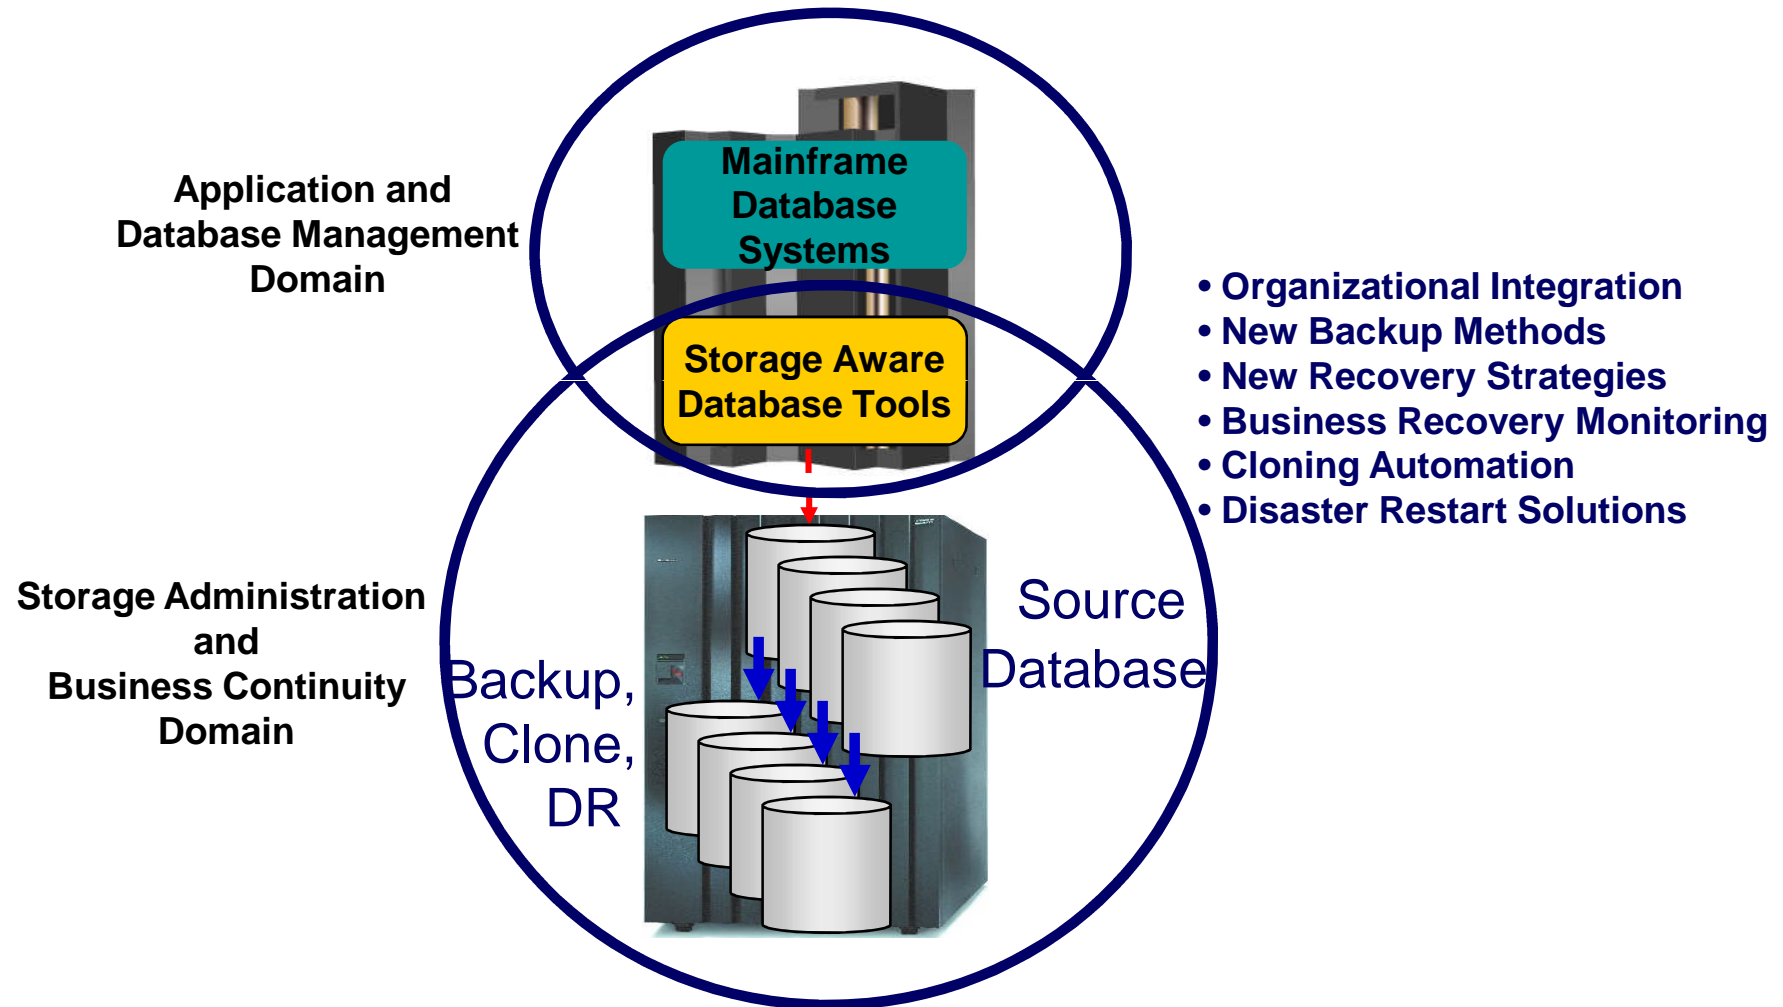 Application and
Database Management
Domain
Mainframe
Database
Systems
Storage Aware
Database Tools
• Organizational Integration
• New Backup Methods
• New Recovery Strategies
• Business Recovery Monitoring
• Cloning Automation
• Disaster Restart Solutions
Storage Administration
and
Business Continuity
Domain
Backup,
Clone,
DR
Source
Database